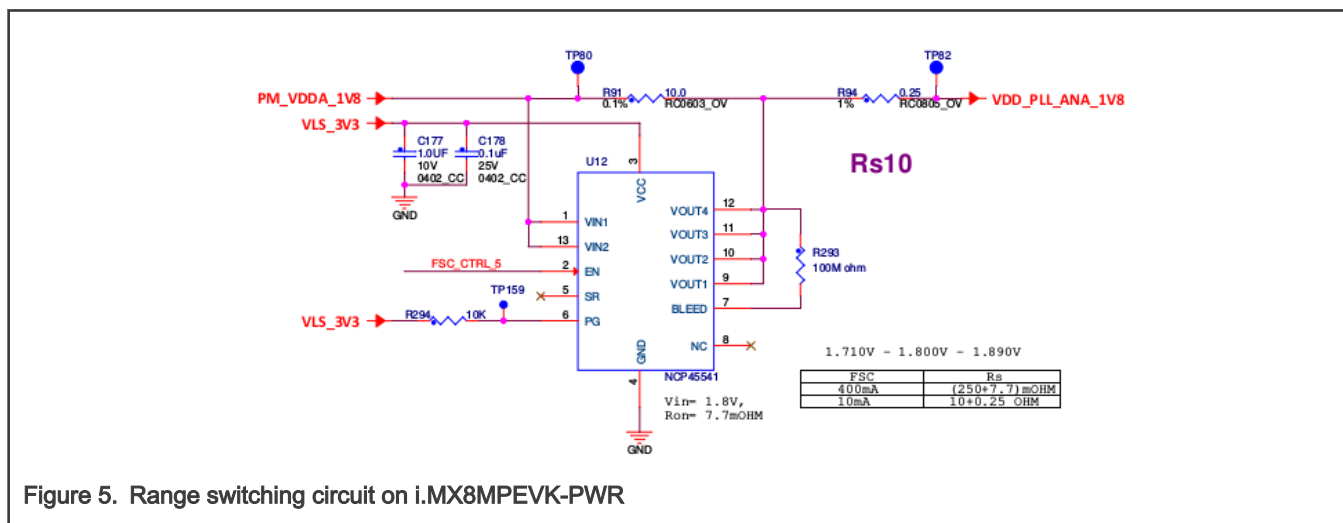 TP80
TP82
PM_VDDA_1V8
R91
10.0
0.1%
RC0603_OV
R94
0.25
1%
RC0805_OV
VDD_PLL_ANA_1V8
VLS_3V3
C177
1.0UF
10V
0402_CC
C178
0.1uF
25V
0402_CC
GND
U12
Rs10
3
VCC
1
VIN1
13
VIN2
FSC_CTRL_5
2
EN
5
SR
TP159
VLS_3V3
R294
10K
6
PG
VOUT4
12
VOUT3
11
VOUT2
10
VOUT1
9
BLEED
7
NC
8
R293
100M ohm
GND
4
NCP45541
Vin= 1.8V,
Ron= 7.7mOHM
GND
1.710V - 1.800V - 1.890V
FSC Rs
400mA (250+7.7)mOHM
10mA 10+0.25 OHM
Figure 5. Range switching circuit on i.MX8MPEVK-PWR